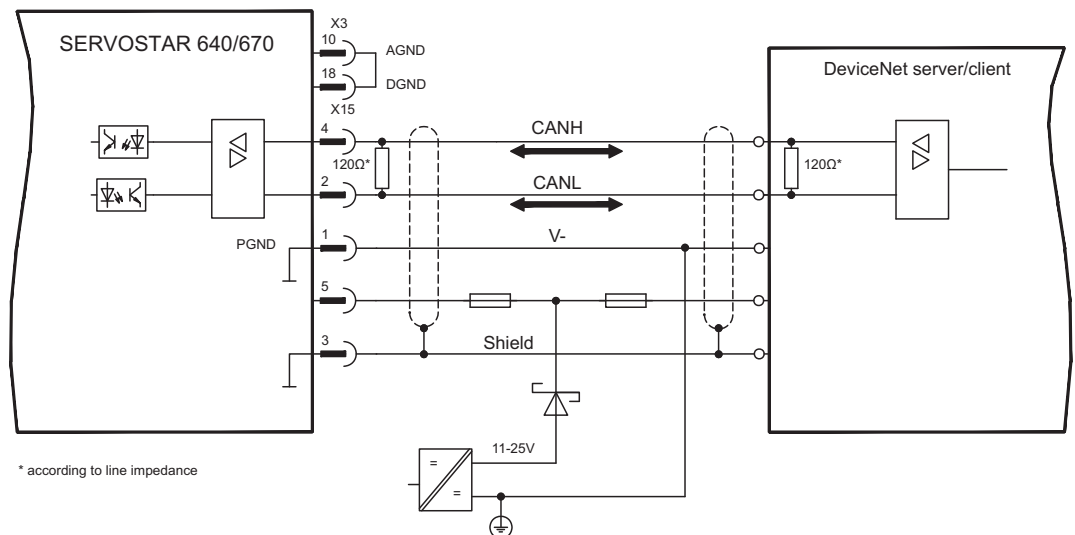 SERVOSTAR 640/670
X3
10
AGND
18
DGND
X15
4
CANH
120Ω*
2
CANL
PGND
1
V-
5
3
Shield
11-25V
=
=
DeviceNet server/client
120Ω*
* according to line impedance